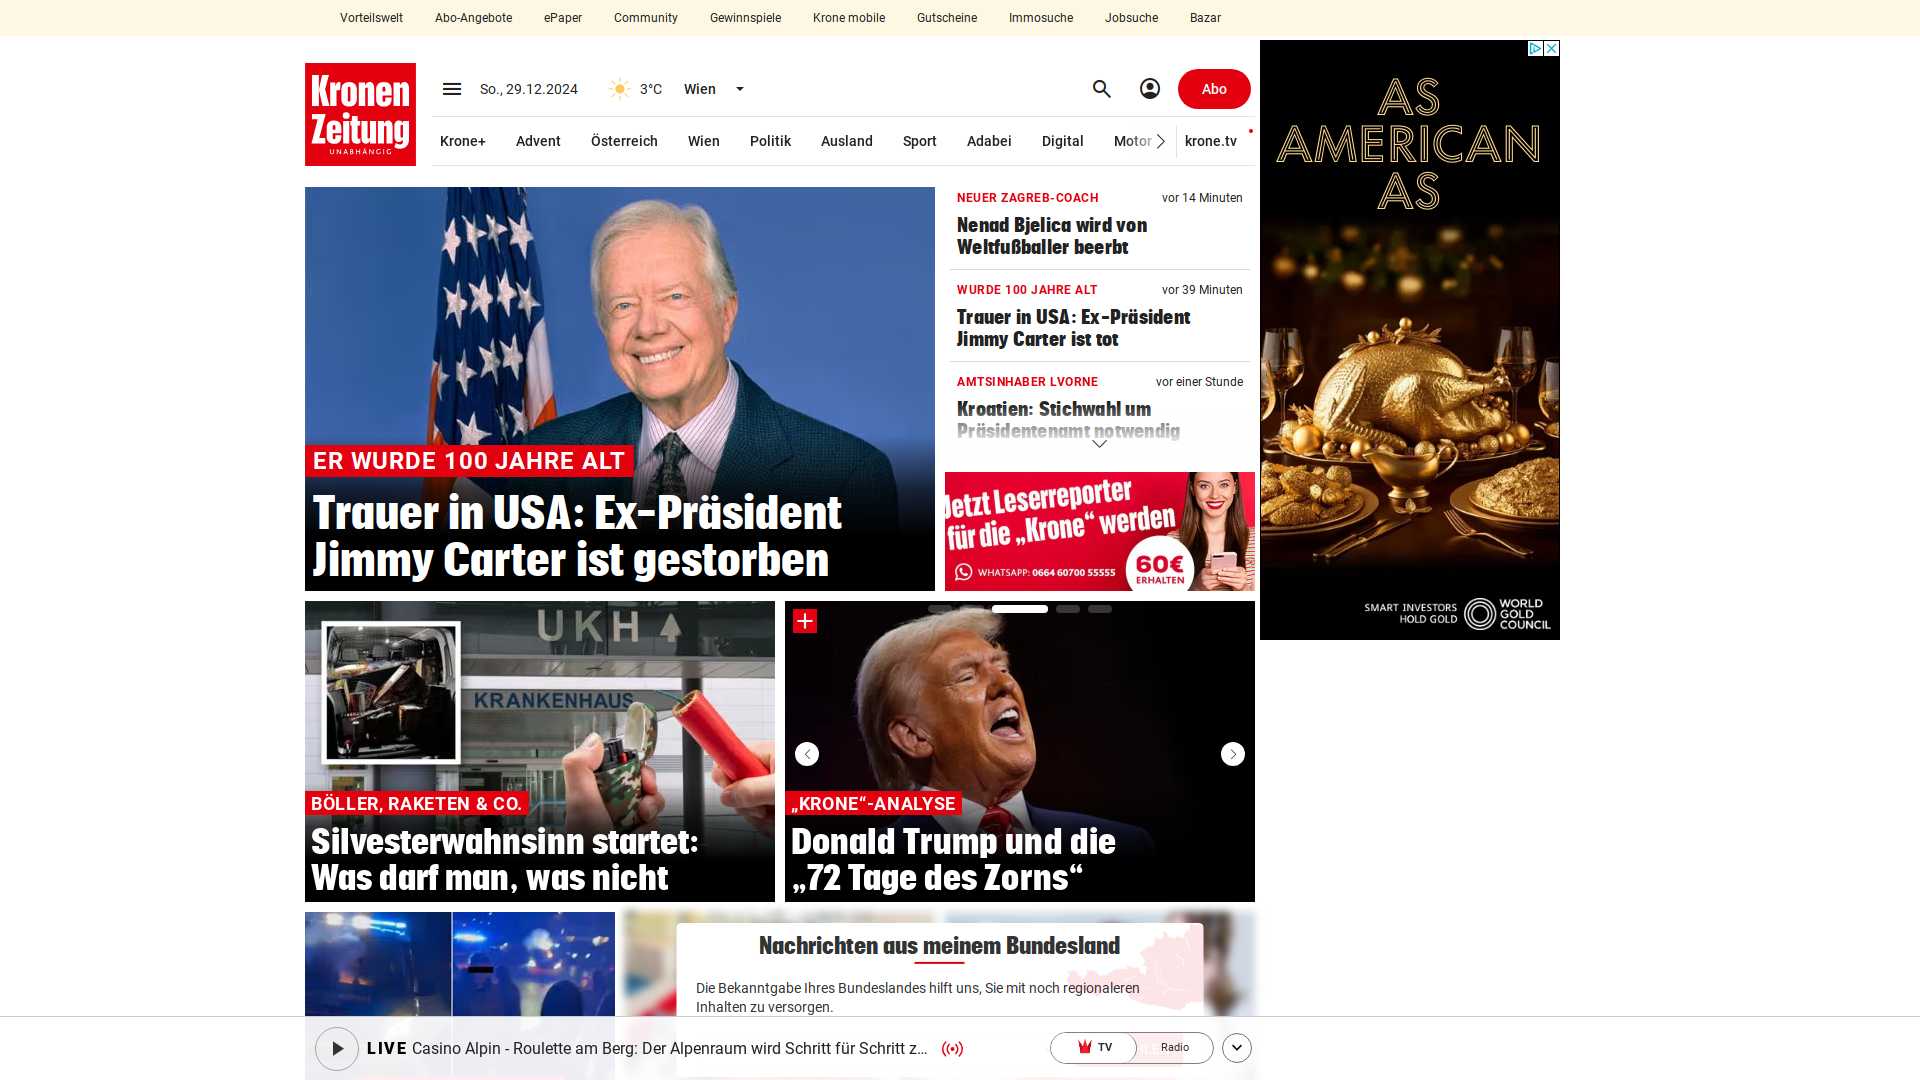 Vorteilswelt Abo-Angebote ePaper Community Gewinnspiele Krone mobile Gutscheine Immosuche Jobsuche Bazar
Kronen
Zeitung
UNABHÄNGIG
So., 29.12.2024 3°C Wien Abo
Krone+ Advent Österreich Wien Politik Ausland Sport Adabei Digital Motor krone.tv
ER WURDE 100 JAHRE ALT
Trauer in USA: Ex-Präsident
Jimmy Carter ist gestorben
NEUER ZAGREB-COACH vor 14 Minuten
Nenad Bjelica wird von
Weltfußballer beerbt
WURDE 100 JAHRE ALT vor 39 Minuten
Trauer in USA: Ex-Präsident
Jimmy Carter ist tot
AMTSINHABER LVORNE vor einer Stunde
Kroatien: Stichwahl um
Präsidentenamt notwendig
Jetzt Leserreporter
für die „Krone“ werden
WHATSAPP: 0664 60700 55555
60€
ERHALTEN
AS
AMERICAN
AS
SMART INVESTORS
HOLD GOLD
WORLD
GOLD
COUNCIL
UKH
KRANKENHAUS
BÖLLER, RAKETEN & CO.
Silvesterwahnsinn startet:
Was darf man, was nicht
„KRONE“-ANALYSE
Donald Trump und die
„72 Tage des Zorns“
Nachrichten aus meinem Bundesland
Die Bekanntgabe Ihres Bundeslandes hilft uns, Sie mit noch regionaleren
Inhalten zu versorgen.
LIVE Casino Alpin - Roulette am Berg: Der Alpenraum wird Schritt für Schritt z... TV Radio